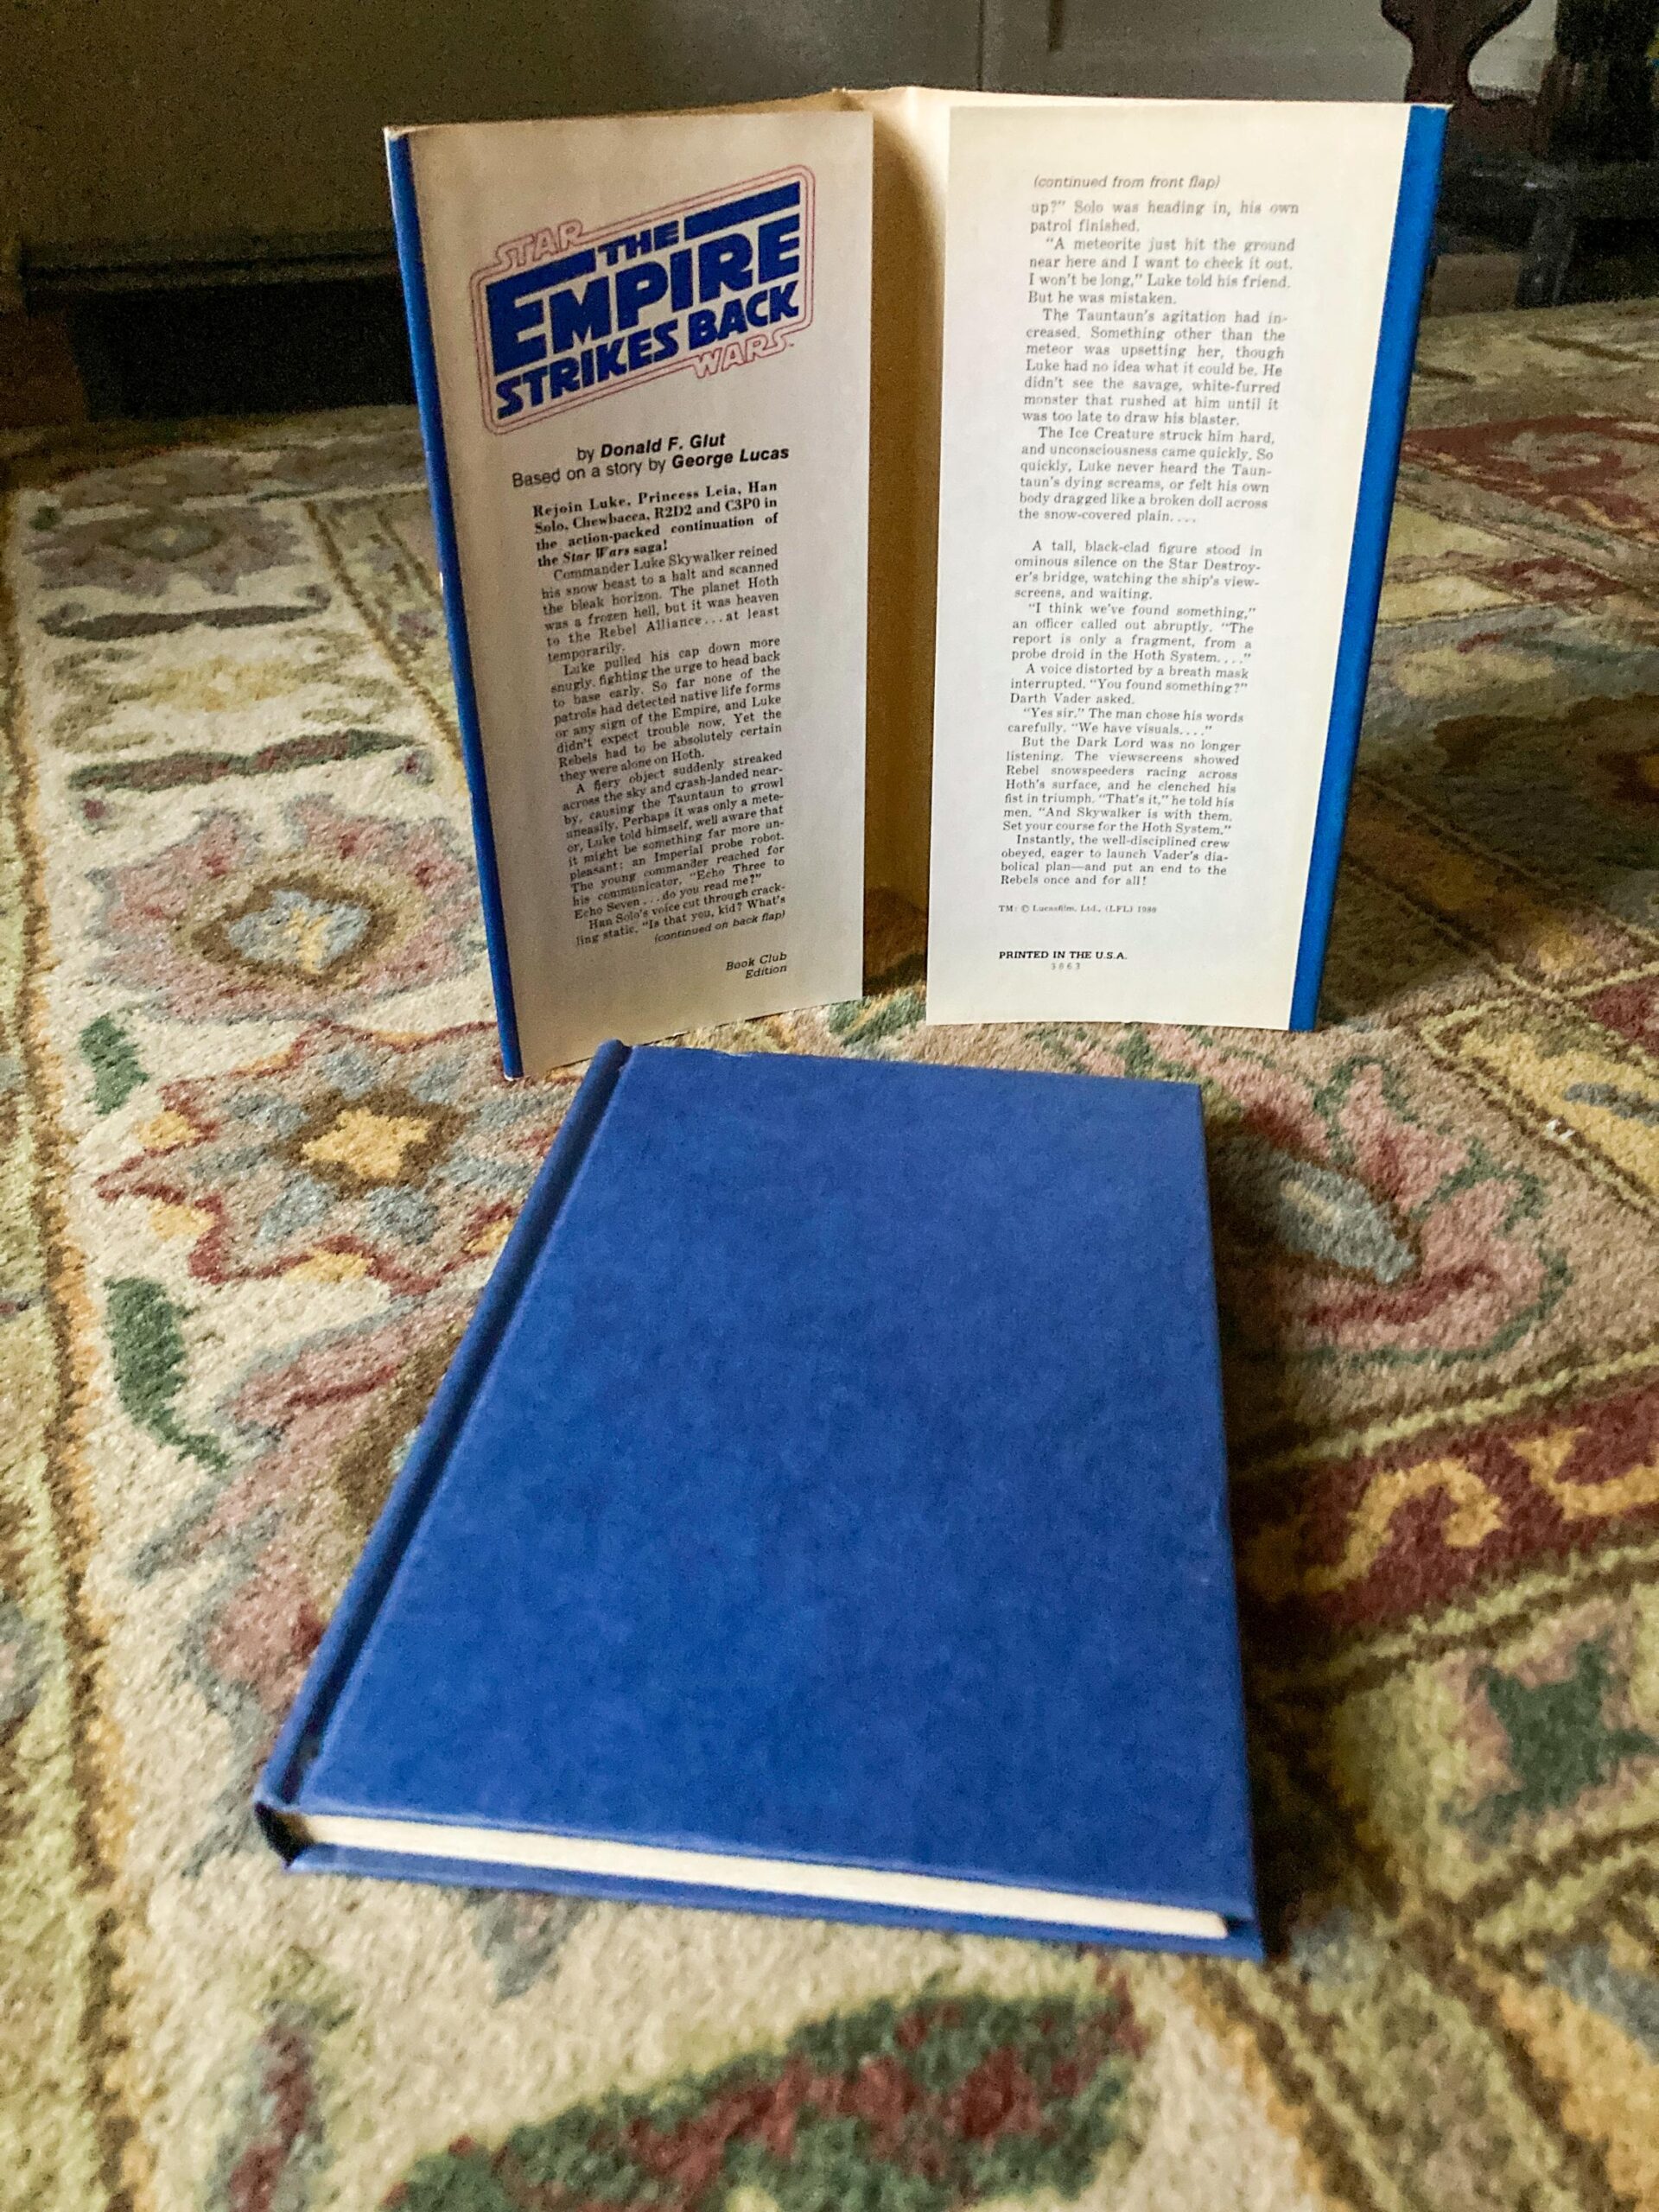 STAR
THE
EMPIRE
STRIKES BACK
WARS
by Donald F. Glut
Based on a story by George Lucas
Rejoin Luke, Princess Leia, Han
Solo, Chewbacca, R2D2 and C3P0 in
the action-packed continuation of
the Star Wars saga!
Commander Luke Skywalker reined
his snow beast to a halt and scanned
the bleak horizon. The planet Hoth
was a frozen hell, but it was heaven
to the Rebel Alliance...at least
temporarily.
Luke pulled his cap down more
snugly, fighting the urge to head back
to base early. So far none of the
patrols had detected native life forms
or any sign of the Empire, and Luke
didn't expect trouble now. Yet the
Rebels had to be absolutely certain
they were alone on Hoth.
A fiery object suddenly streaked
across the sky and crash-landed near-
by, causing the Tauntaun to growl
uneasily. Perhaps it was only a mete-
or, Luke told himself, well aware that
it might be something far more un-
pleasant: an Imperial probe robot.
The young commander reached for
his communicator. "Echo Three to
Echo Seven...do you read me?"
Han Solo's voice cut through crack-
ling static. "Is that you, kid? What's
(continued on back flap)
Book Club
Edition
(continued from front flap)
up?" Solo was heading in, his own
patrol finished.
"A meteorite just hit the ground
near here and I want to check it out.
I won't be long," Luke told his friend.
But he was mistaken.
The Tauntaun's agitation had in-
creased. Something other than the
meteor was upsetting her, though
Luke had no idea what it could be. He
didn't see the savage, white-furred
monster that rushed at him until it
was too late to draw his blaster.
The Ice Creature struck him hard,
and unconsciousness came quickly. So
quickly, Luke never heard the Taun-
taun's dying screams, or felt his own
body dragged like a broken doll across
the snow-covered plain....
A tall, black-clad figure stood in
ominous silence on the Star Destroy-
er's bridge, watching the ship's view-
screens, and waiting.
"I think we've found something,"
an officer called out abruptly. "The
report is only a fragment, from a
probe droid in the Hoth System...."
A voice distorted by a breath mask
interrupted. "You found something?"
Darth Vader asked.
"Yes sir." The man chose his words
carefully. "We have visuals...."
But the Dark Lord was no longer
listening. The viewscreens showed
Rebel snowspeeders racing across
Hoth's surface, and he clenched his
fist in triumph. "That's it," he told his
men. "And Skywalker is with them.
Set your course for the Hoth System."
Instantly, the well-disciplined crew
obeyed, eager to launch Vader's dia-
bolical plan—and put an end to the
Rebels once and for all!
TM: © Lucasfilm, Ltd., (LFL) 1980
PRINTED IN THE U.S.A.
3863